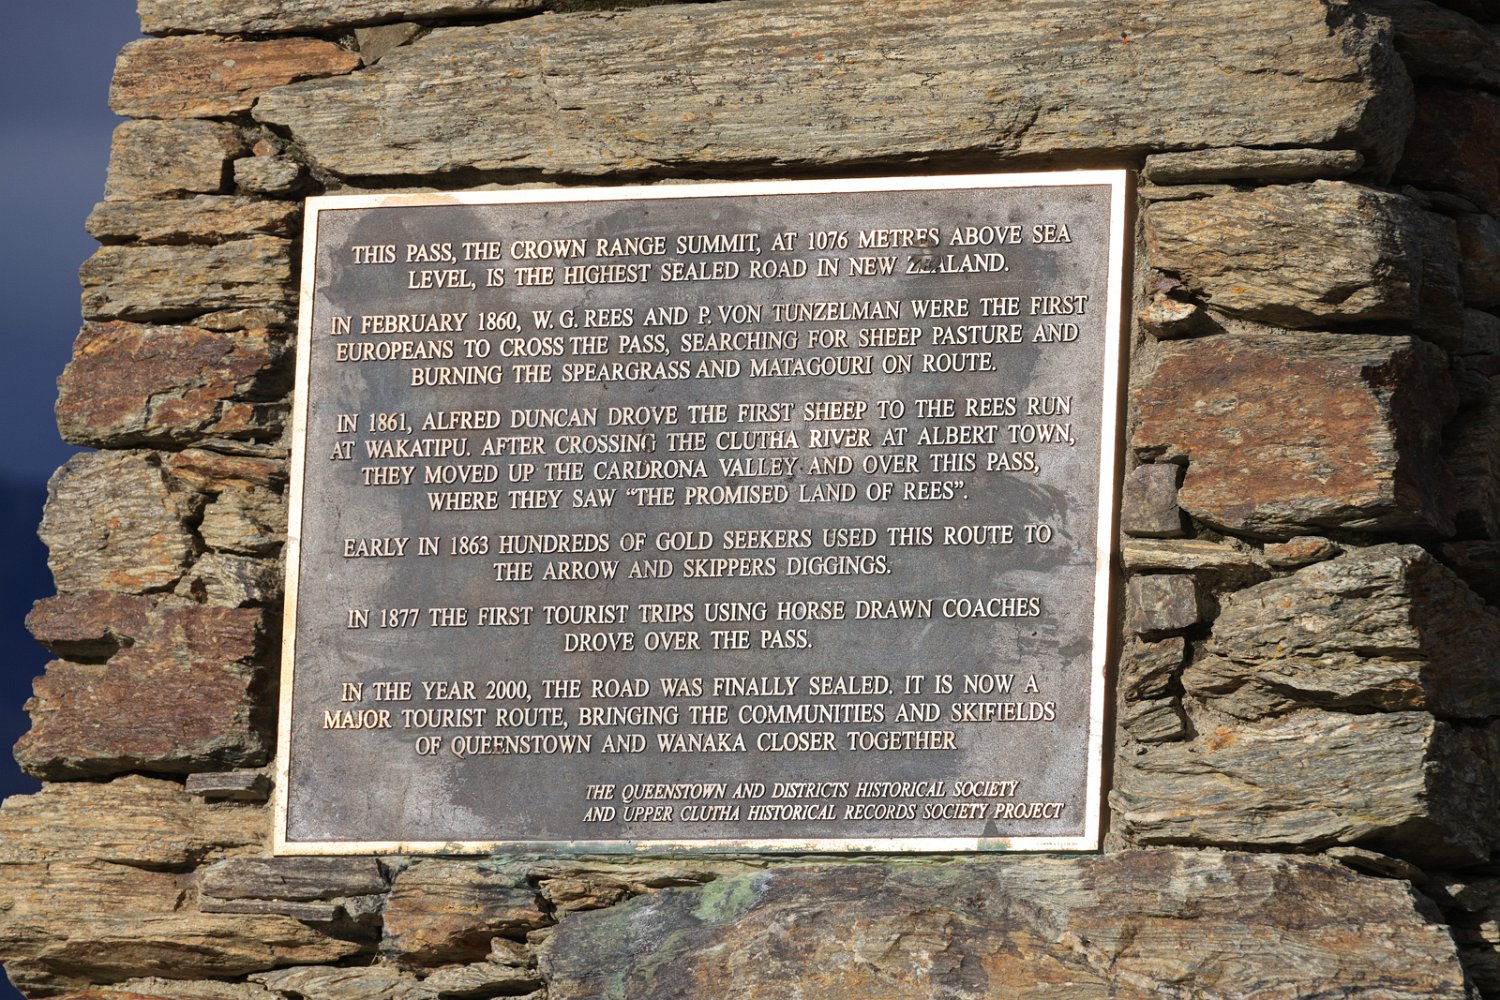 THIS PASS, THE CROWN RANGE SUMMIT, AT 1076 METRES ABOVE SEA
LEVEL, IS THE HIGHEST SEALED ROAD IN NEW ZEALAND.
IN FEBRUARY 1860, W. G. REES AND P. VON TUNZELMAN WERE THE FIRST
EUROPEANS TO CROSS THE PASS, SEARCHING FOR SHEEP PASTURE AND
BURNING THE SPEARGRASS AND MATAGOURI ON ROUTE.
IN 1861, ALFRED DUNCAN DROVE THE FIRST SHEEP TO THE REES RUN
AT WAKATIPU. AFTER CROSSING THE CLUTHA RIVER AT ALBERT TOWN,
THEY MOVED UP THE CARDRONA VALLEY AND OVER THIS PASS,
WHERE THEY SAW “THE PROMISED LAND OF REES”.
EARLY IN 1863 HUNDREDS OF GOLD SEEKERS USED THIS ROUTE TO
THE ARROW AND SKIPPERS DIGGINGS.
IN 1877 THE FIRST TOURIST TRIPS USING HORSE DRAWN COACHES
DROVE OVER THE PASS.
IN THE YEAR 2000, THE ROAD WAS FINALLY SEALED. IT IS NOW A
MAJOR TOURIST ROUTE, BRINGING THE COMMUNITIES AND SKIFIELDS
OF QUEENSTOWN AND WANAKA CLOSER TOGETHER
THE QUEENSTOWN AND DISTRICTS HISTORICAL SOCIETY
AND UPPER CLUTHA HISTORICAL RECORDS SOCIETY PROJECT